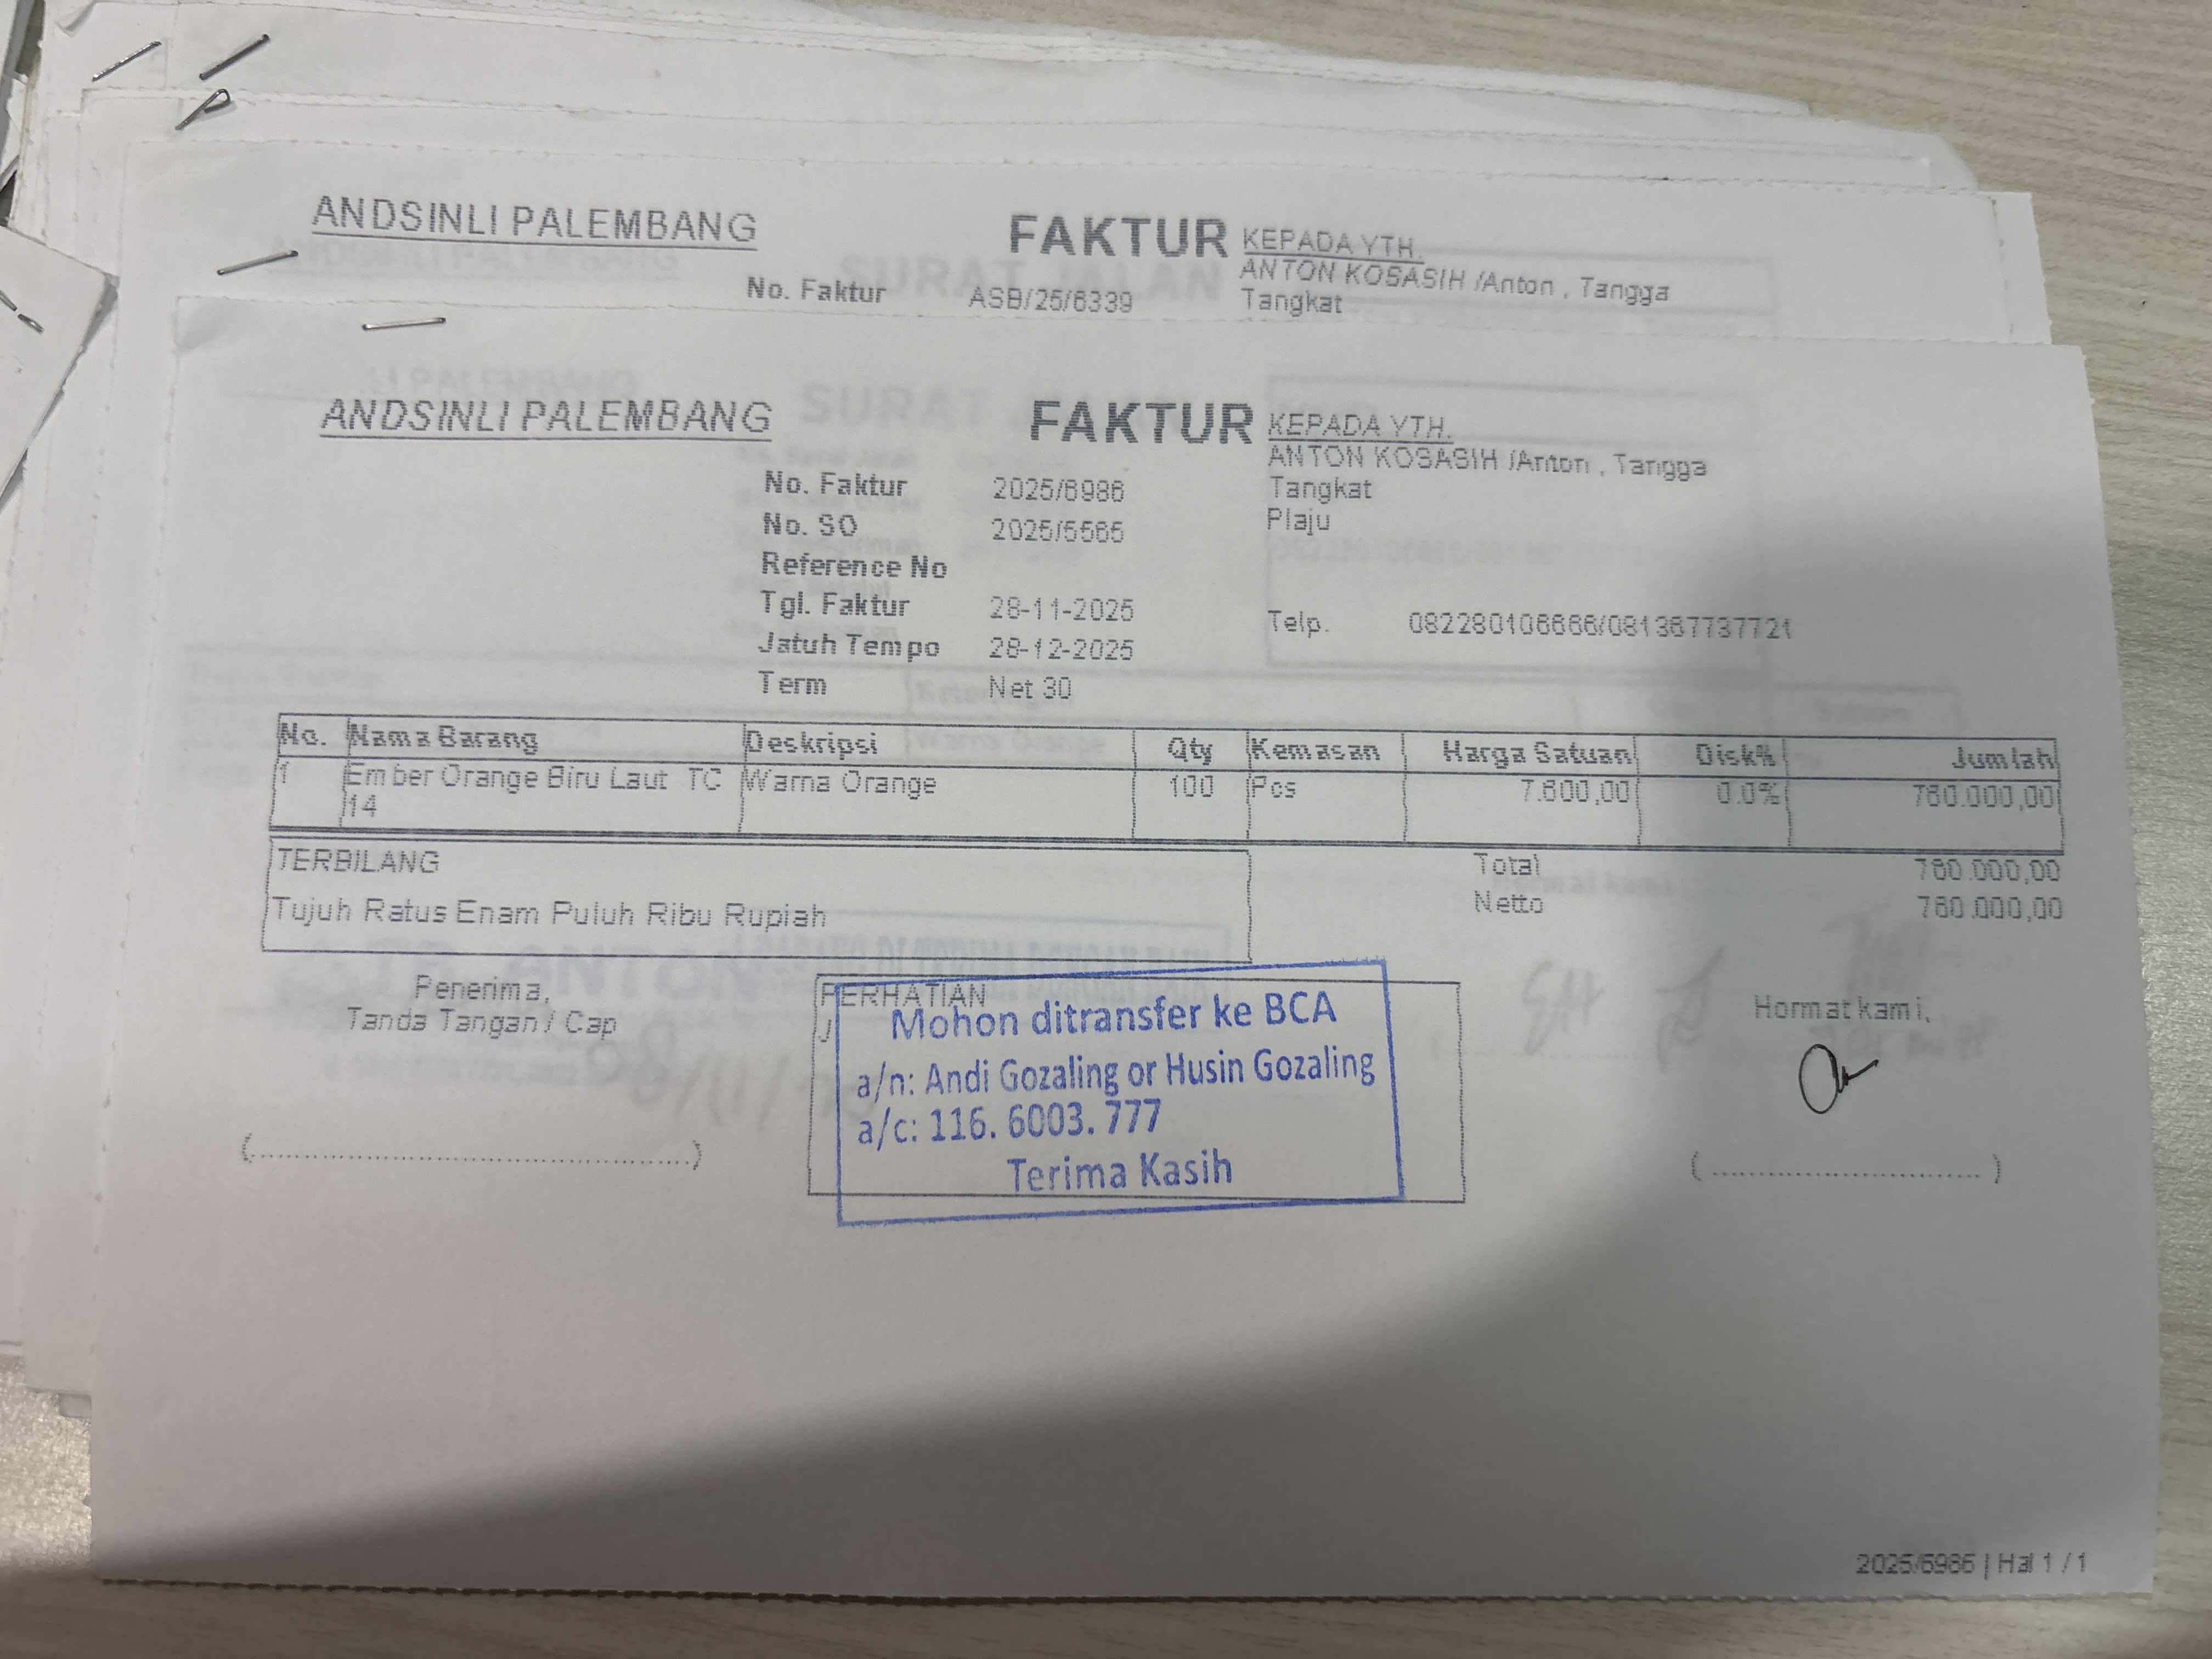 ANDSINLI PALEMBANG
FAKTUR
KEPADA YTH.
ANTON KOSASIH /Anton , Tangga
Tangkat
No. Faktur ASB/25/6339
ANDSINLI PALEMBANG
FAKTUR
KEPADA YTH.
ANTON KOSASIH /Anton , Tangga
Tangkat
Plaju
Telp. 082280106666/081367737721
No. Faktur 2025/6986
No. SO 2025/5565
Reference No
Tgl. Faktur 28-11-2025
Jatuh Tempo 28-12-2025
Term Net 30
No. Nama Barang Deskripsi Qty Kemasan Harga Satuan Disk% Jumlah
1 Ember Orange Biru Laut TC Warna Orange 100 Pcs 7.600,00 0.0% 760.000,00
14
TERBILANG
Tujuh Ratus Enam Puluh Ribu Rupiah
Total 760.000,00
Netto 760.000,00
Penerima,
Tanda Tangan / Cap
PERHATIAN
Mohon ditransfer ke BCA
a/n: Andi Gozaling or Husin Gozaling
a/c: 116. 6003. 777
Terima Kasih
Hormat kami,
(..............................................)
(..............................)
2025/6986 | Hal 1 / 1